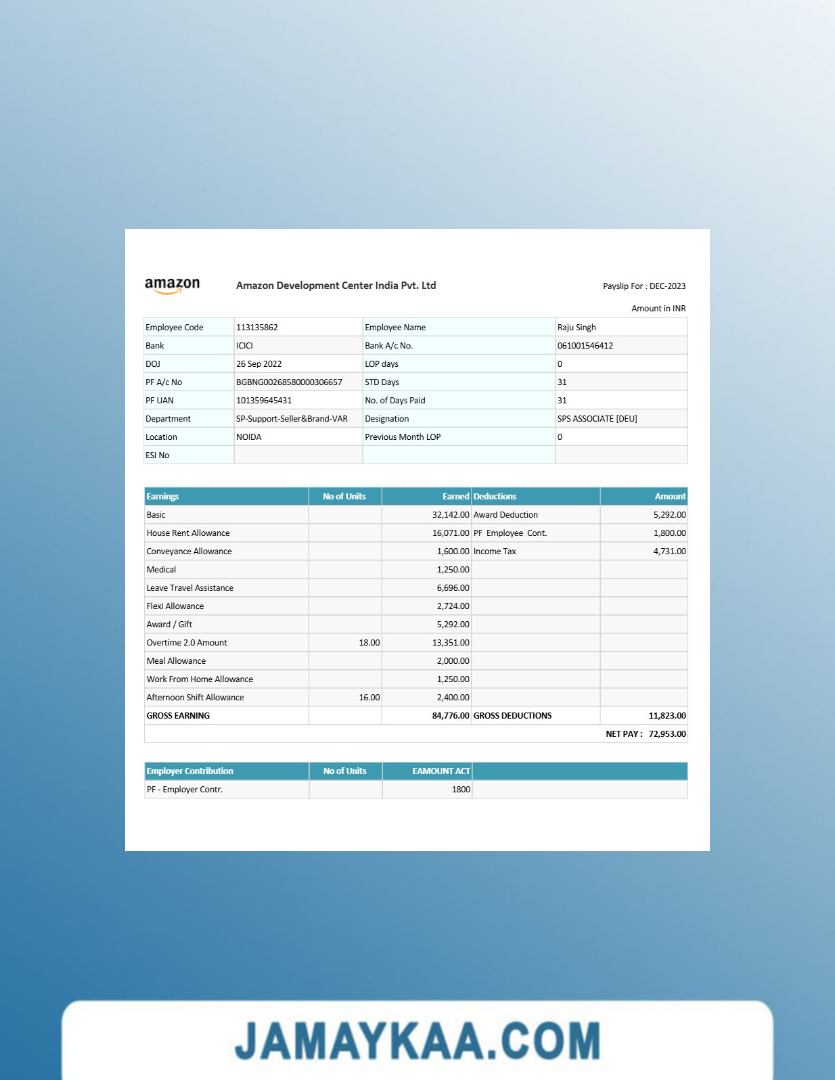 amazon Amazon Development Center India Pvt. Ltd Payslip For : DEC-2023
Amount in INR
Employee Code 113135862 Employee Name Raju Singh
Bank ICICI Bank A/c No. 061001546412
DOJ 26 Sep 2022 LOP days 0
PF A/c No BGBNG00268580000306657 STD Days 31
PF UAN 101359645431 No. of Days Paid 31
Department SP-Support-Seller&Brand-VAR Designation SPS ASSOCIATE [DEU]
Location NOIDA Previous Month LOP 0
ESI No
Earnings No of Units Earned Deductions Amount
Basic 32,142.00 Award Deduction 5,292.00
House Rent Allowance 16,071.00 PF Employee Cont. 1,800.00
Conveyance Allowance 1,600.00 Income Tax 4,731.00
Medical 1,250.00
Leave Travel Assistance 6,696.00
Flexi Allowance 2,724.00
Award / Gift 5,292.00
Overtime 2.0 Amount 18.00 13,351.00
Meal Allowance 2,000.00
Work From Home Allowance 1,250.00
Afternoon Shift Allowance 16.00 2,400.00
GROSS EARNING 84,776.00 GROSS DEDUCTIONS 11,823.00
NET PAY : 72,953.00
Employer Contribution No of Units EAMOUNT ACT
PF - Employer Contr. 1800
JAMAYKAA.COM